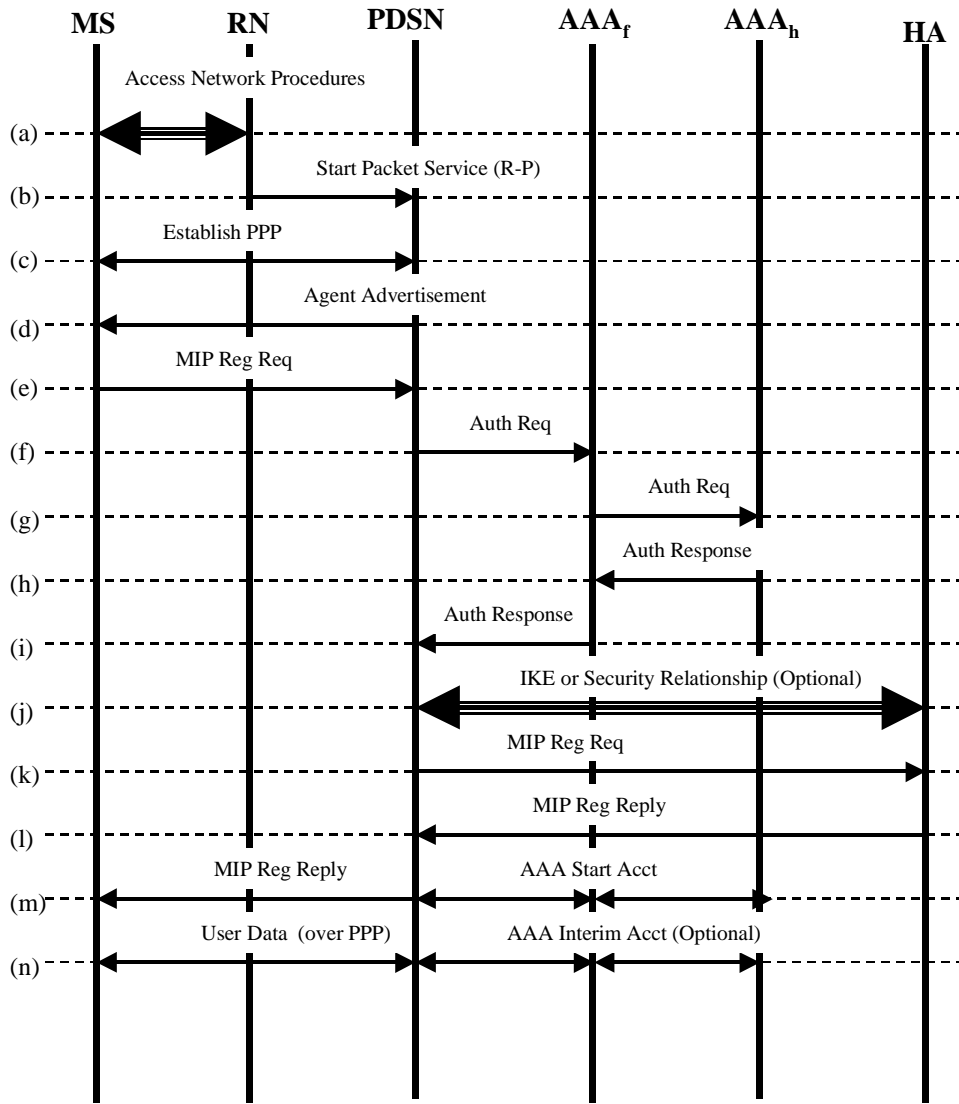 MS RN PDSN AAAf AAAh HA
Access Network Procedures
(a)
Start Packet Service (R-P)
(b)
Establish PPP
(c)
Agent Advertisement
(d)
MIP Reg Req
(e)
Auth Req
(f)
Auth Req
(g)
Auth Response
(h)
Auth Response
(i)
IKE or Security Relationship (Optional)
(j)
MIP Reg Req
(k)
MIP Reg Reply
(l)
MIP Reg Reply AAA Start Acct
(m)
User Data (over PPP) AAA Interim Acct (Optional)
(n)